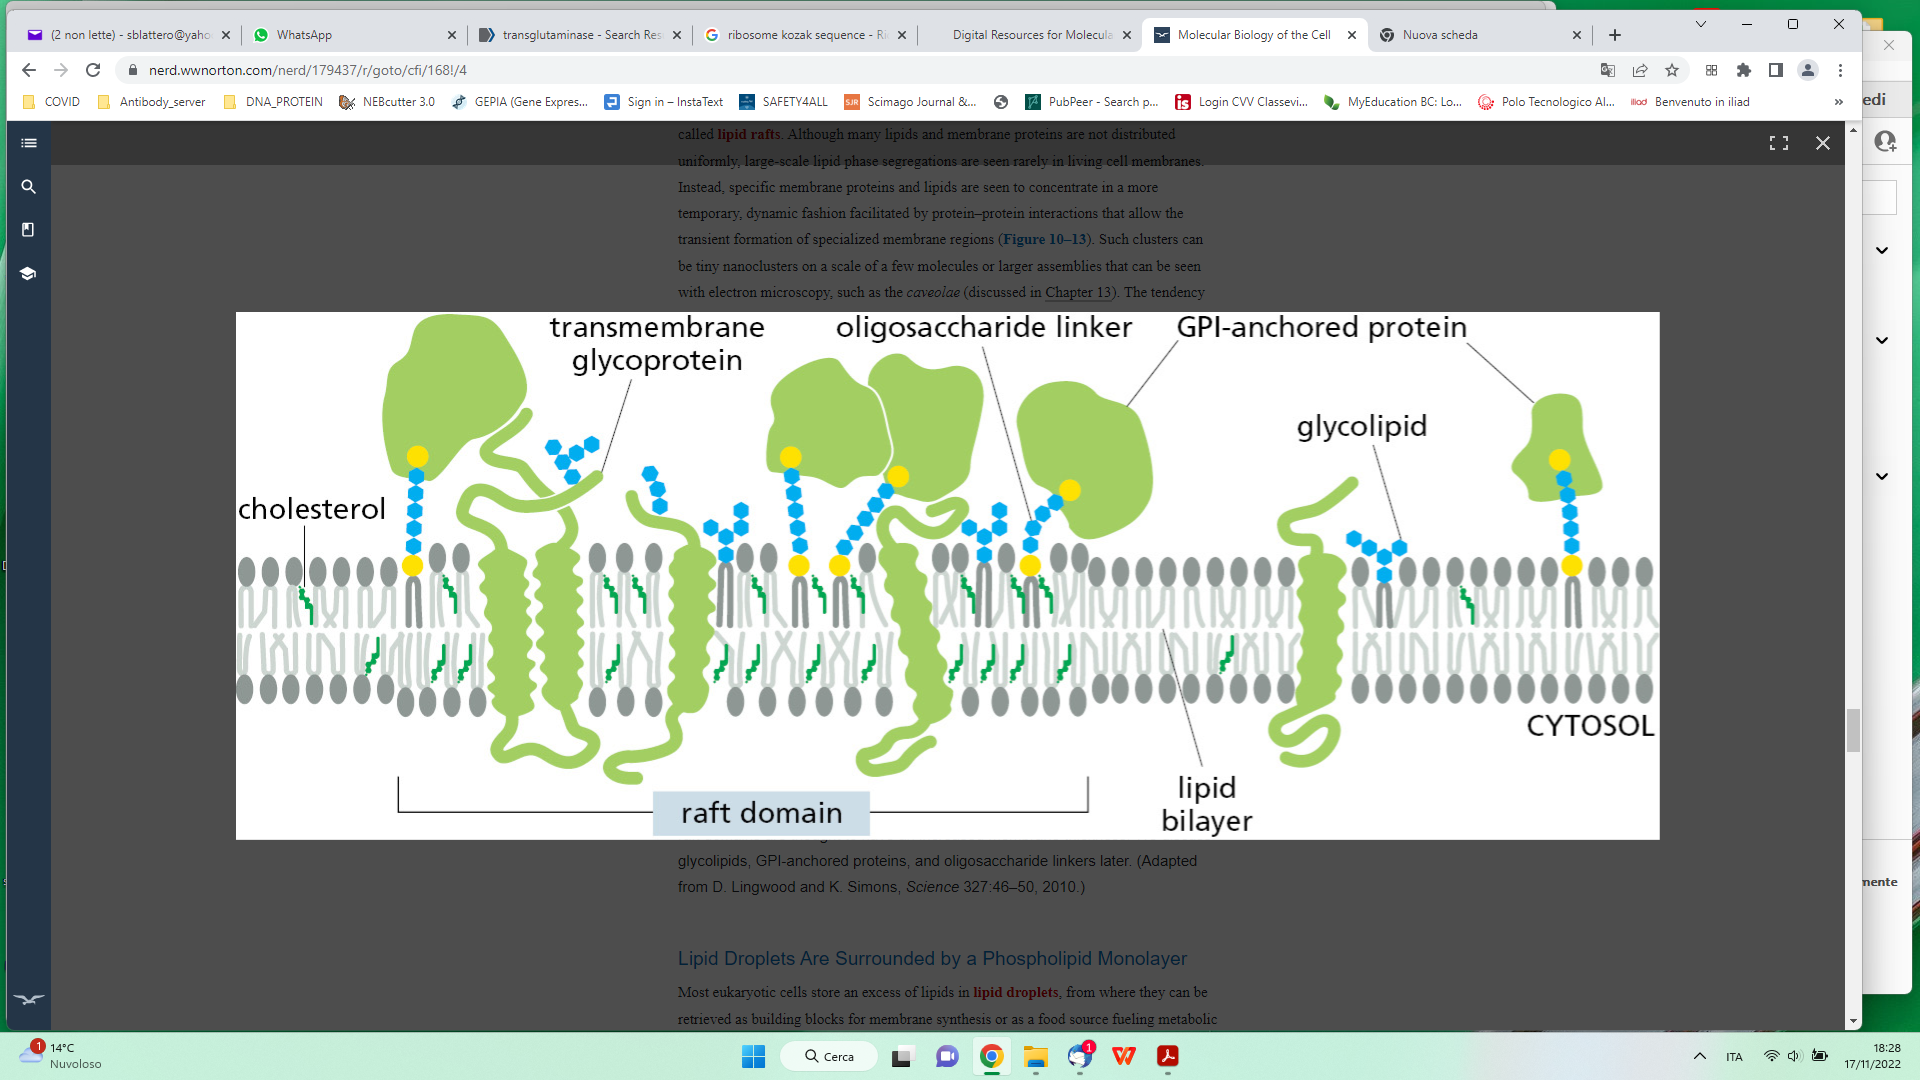 (2 non lette) - sblattero@yaho
WhatsApp
transglutaminase - Search Res
ribosome kozak sequence - Ri
Digital Resources for Molecula
Molecular Biology of the Cell
Nuova scheda
nerd.wwnorton.com/nerd/179437/r/goto/cfi/168!/4
COVID
Antibody_server
DNA_PROTEIN
NEBcutter 3.0
GEPIA (Gene Expres...
Sign in – InstaText
SAFETY4ALL
SJR
Scimago Journal &...
PubPeer - Search p...
Login CVV Classevi...
MyEducation BC: Lo...
Polo Tecnologico Al...
iliad
Benvenuto in iliad
»
edi
called lipid rafts. Although many lipids and membrane proteins are not distributed
uniformly, large-scale lipid phase segregations are seen rarely in living cell membranes.
Instead, specific membrane proteins and lipids are seen to concentrate in a more
temporary, dynamic fashion facilitated by protein–protein interactions that allow the
transient formation of specialized membrane regions (Figure 10–13). Such clusters can
be tiny nanoclusters on a scale of a few molecules or larger assemblies that can be seen
with electron microscopy, such as the caveolae (discussed in Chapter 13). The tendency
transmembrane
glycoprotein
oligosaccharide linker
GPI-anchored protein
glycolipid
cholesterol
CYTOSOL
lipid
bilayer
raft domain
glycolipids, GPI-anchored proteins, and oligosaccharide linkers later. (Adapted
from D. Lingwood and K. Simons, Science 327:46–50, 2010.)
mente
Lipid Droplets Are Surrounded by a Phospholipid Monolayer
Most eukaryotic cells store an excess of lipids in lipid droplets, from where they can be
retrieved as building blocks for membrane synthesis or as a food source fueling metabolic
1
14°C
Nuvoloso
Cerca
1
ITA
18:28
17/11/2022